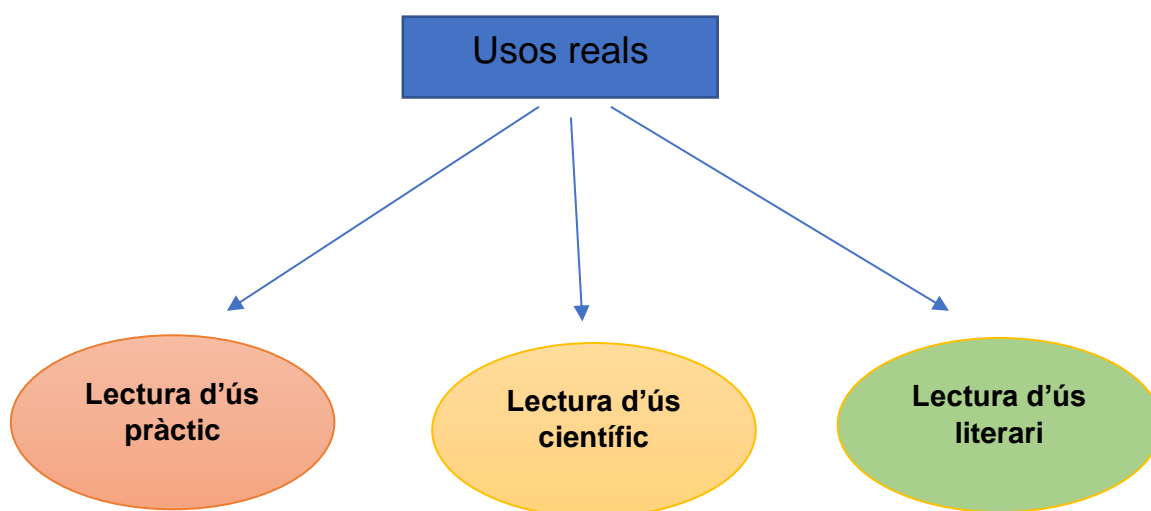 Usos reals
Lectura d’ús
pràctic
Lectura d’ús
científic
Lectura d’ús
literari